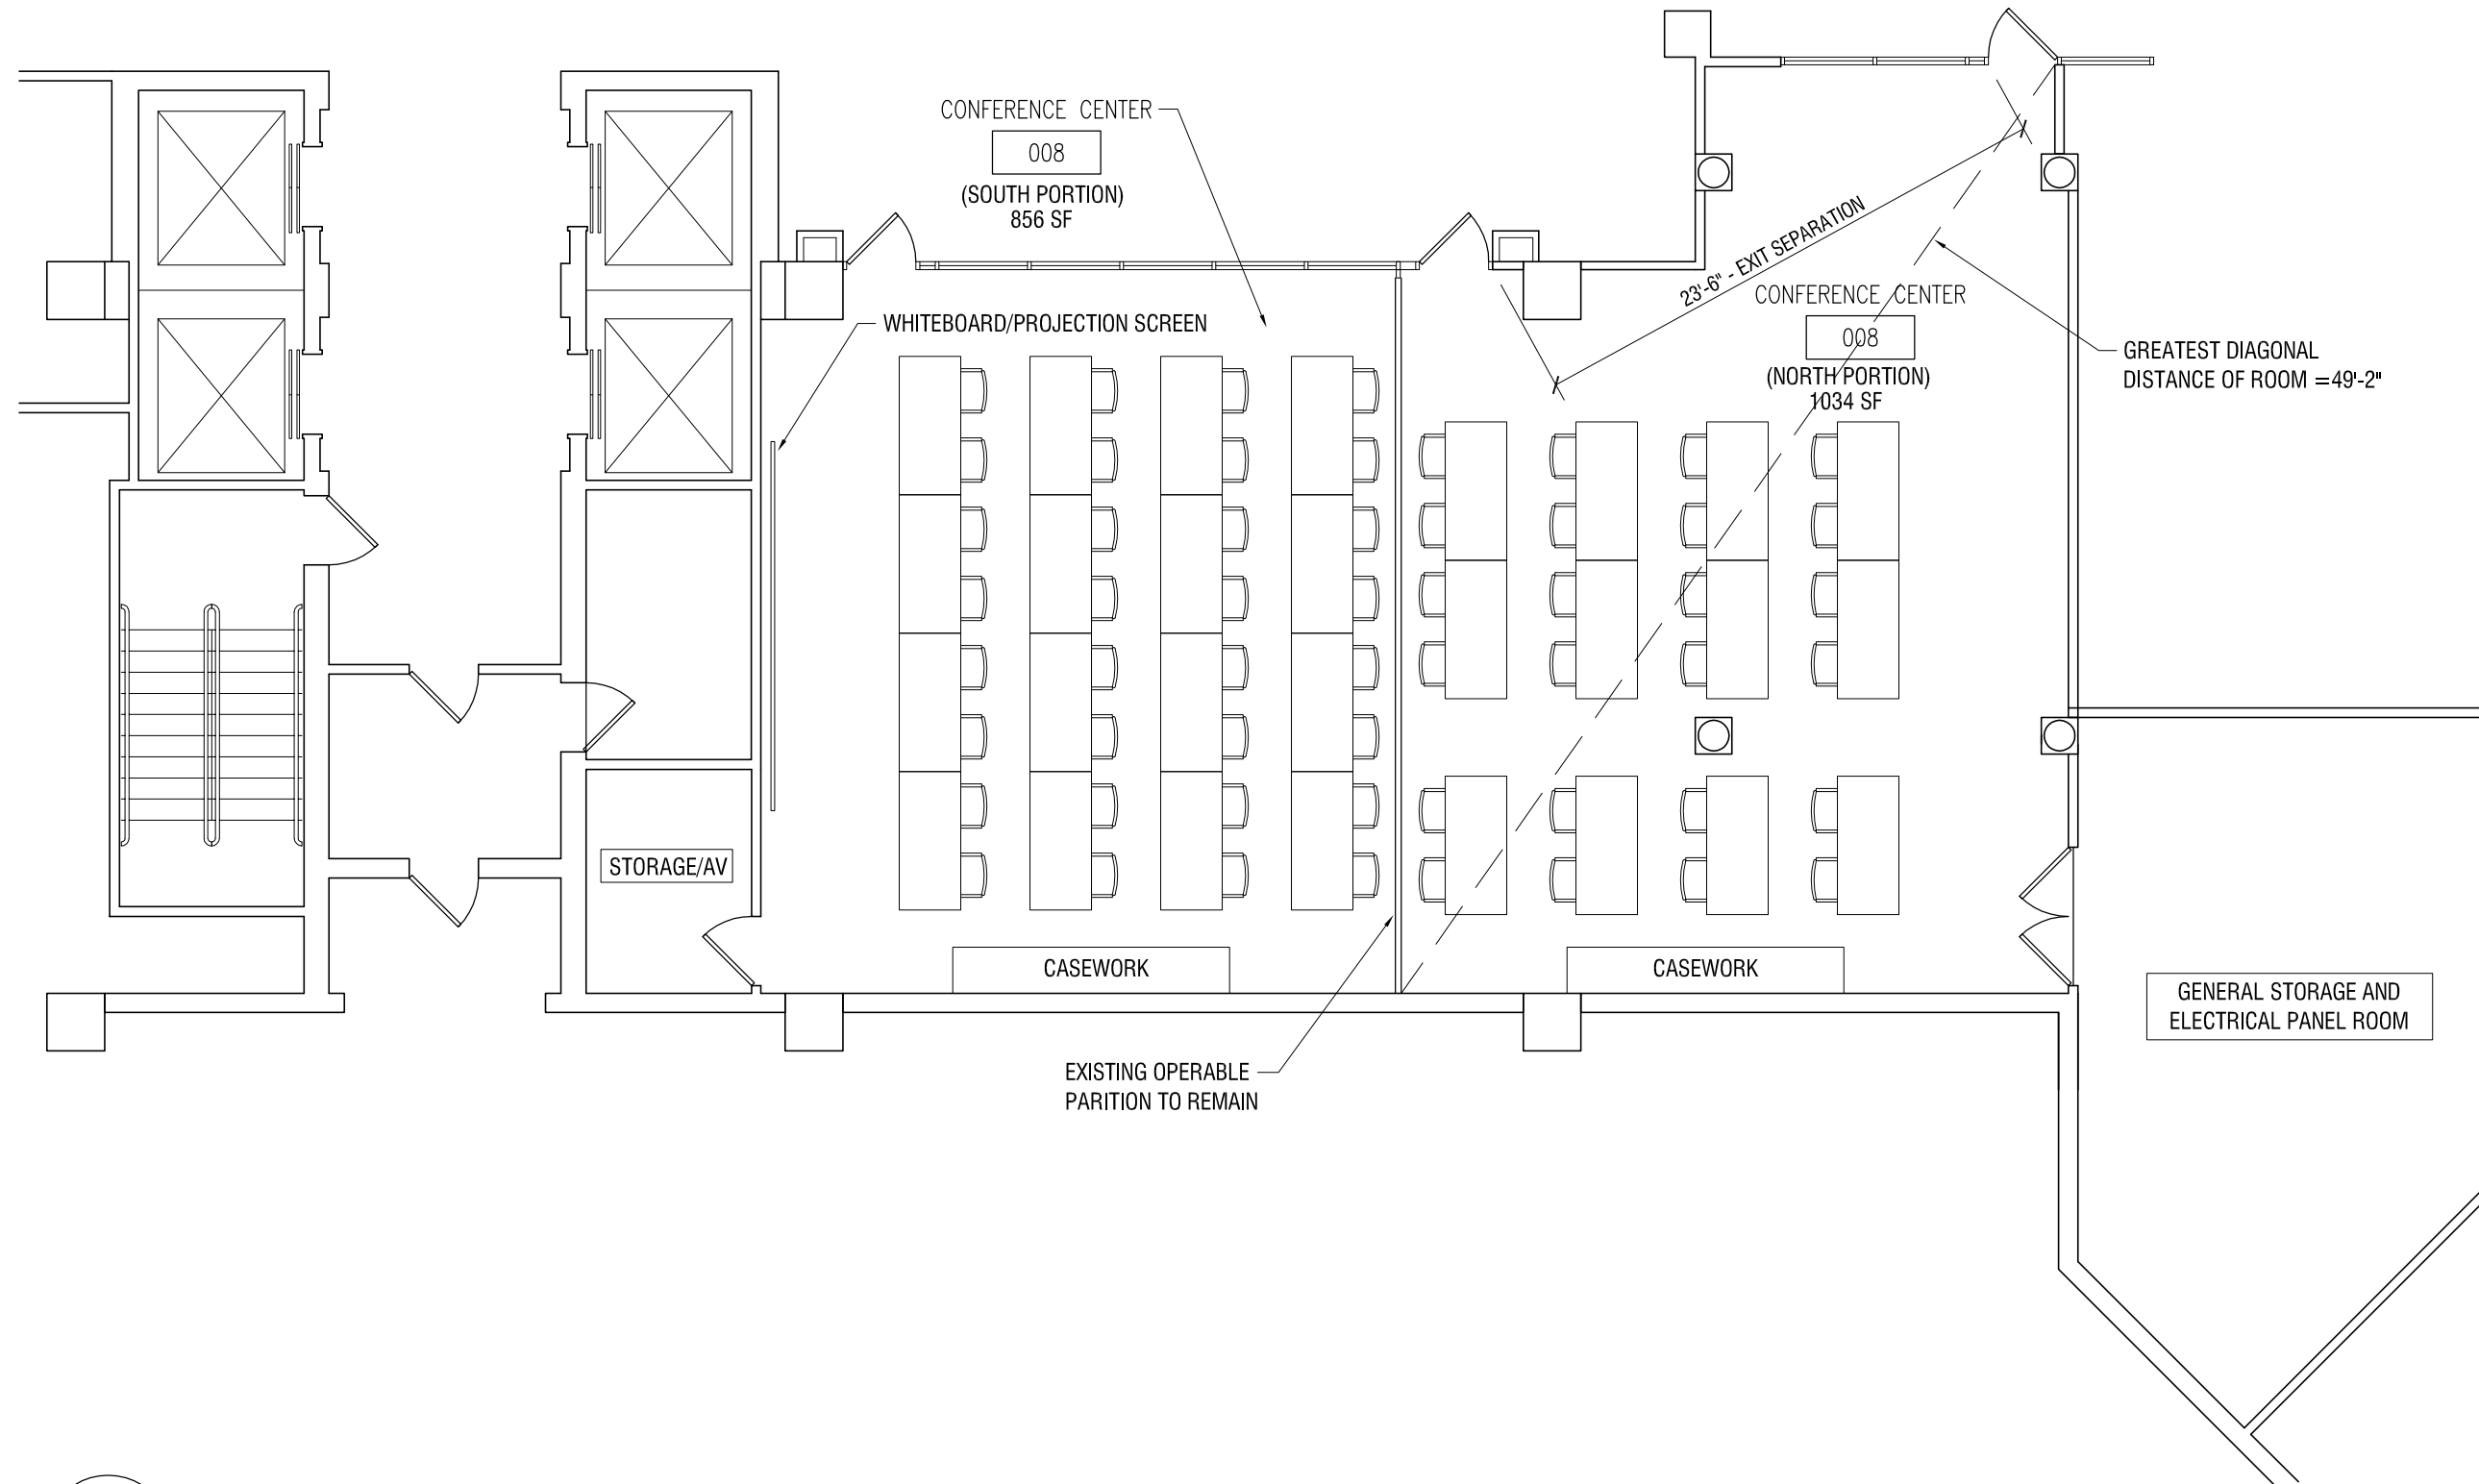 CONFERENCE CENTER
008
(SOUTH PORTION)
856 SF
WHITEBOARD/PROJECTION SCREEN
23'-6" - EXIT SEPARATION
CONFERENCE CENTER
008
(NORTH PORTION)
1034 SF
GREATEST DIAGONAL
DISTANCE OF ROOM =49'-2"
STORAGE/AV
CASEWORK
CASEWORK
GENERAL STORAGE AND
ELECTRICAL PANEL ROOM
EXISTING OPERABLE
PARITION TO REMAIN